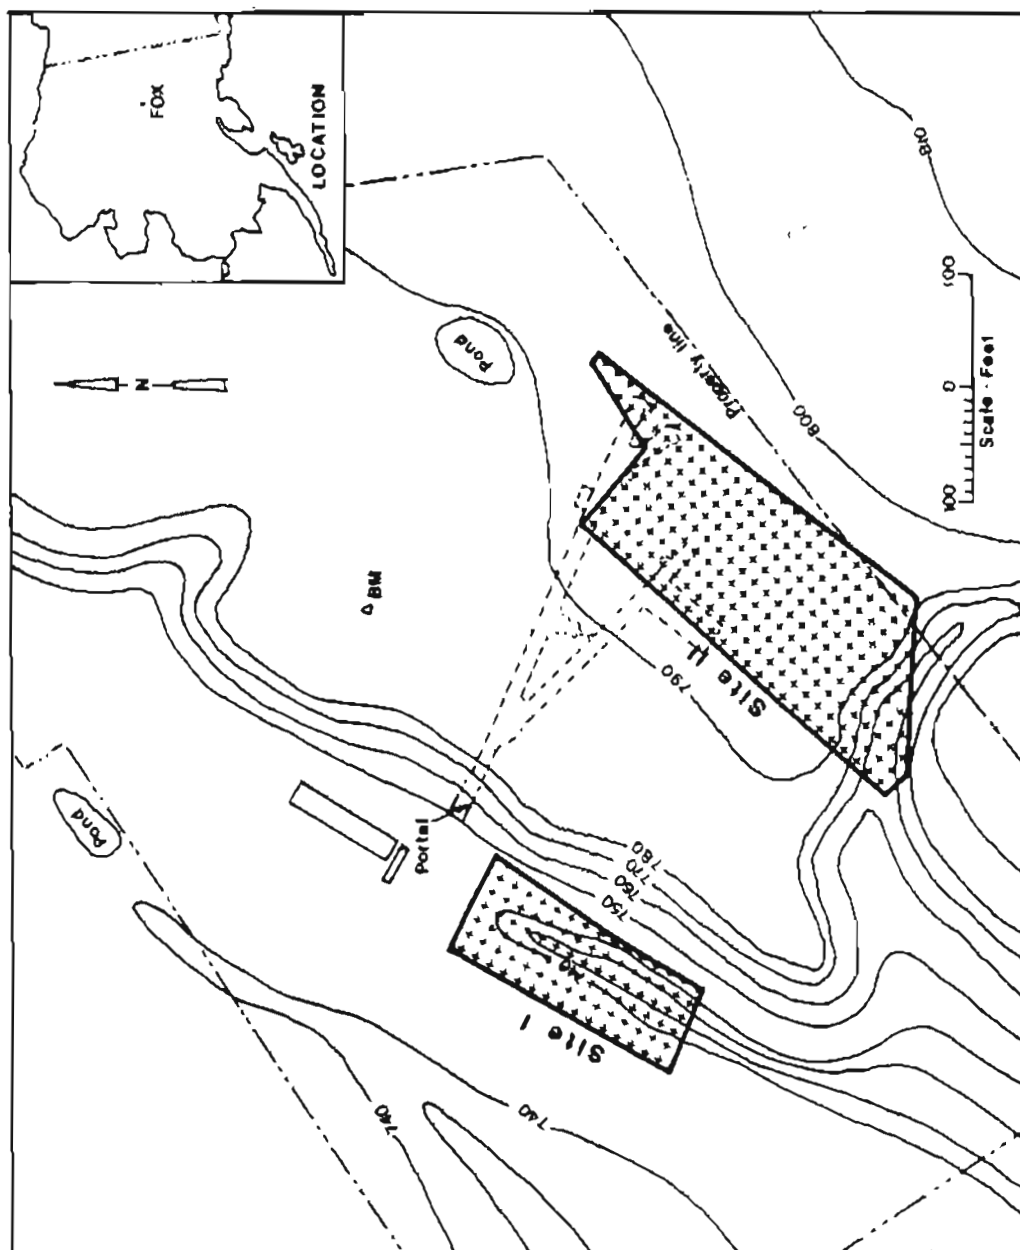 FOX
LOCATION
N
Pond
810
Property line
800
100 0 100
Scale - Feet
BM
790
Site II
Pond
Portal
780
770
760
750
Site I
740
740